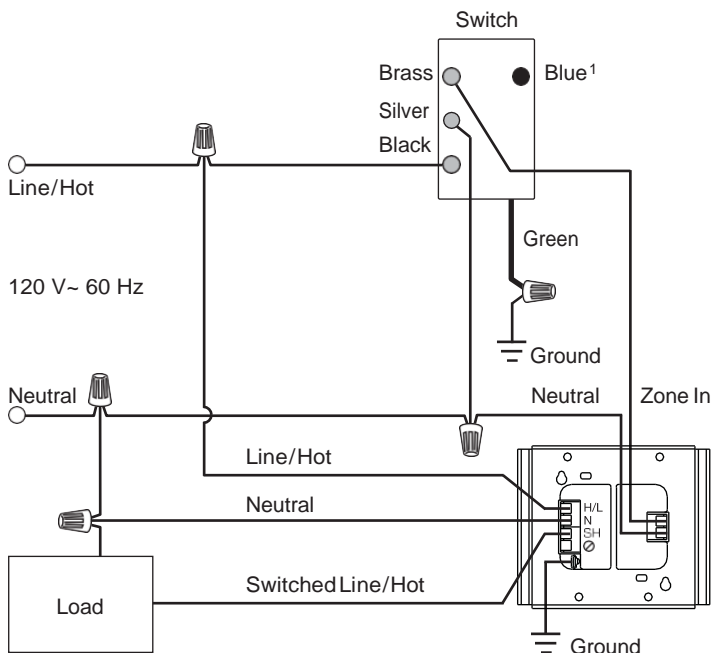 Switch
Brass
Blue¹
Silver
Black
Line/Hot
Green
120 V~ 60 Hz
Ground
Neutral
Neutral
Zone In
Line/Hot
H/L
Neutral
N
SH
Switched Line/Hot
Load
Ground